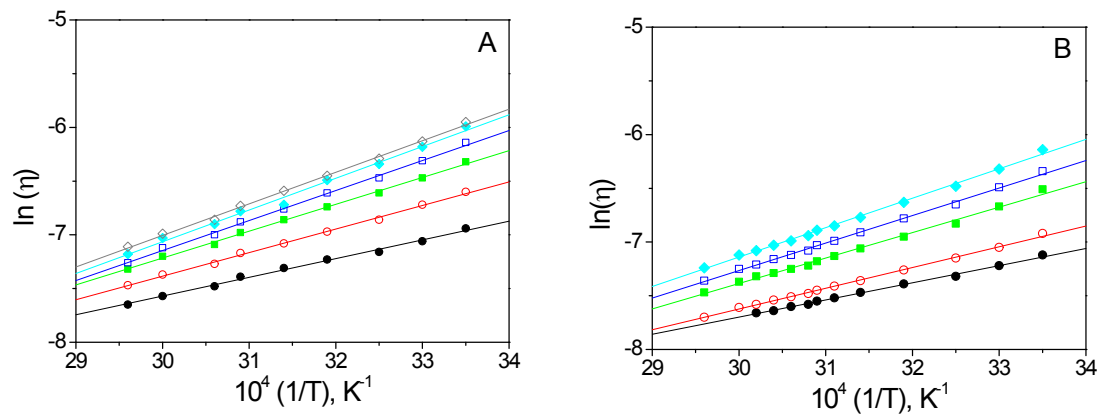 A
-5
-6
-7
-8
ln (η)
29 30 31 32 33 34
10⁴ (1/T), K⁻¹
B
-5
-6
-7
-8
ln(η)
29 30 31 32 33 34
10⁴ (1/T), K⁻¹